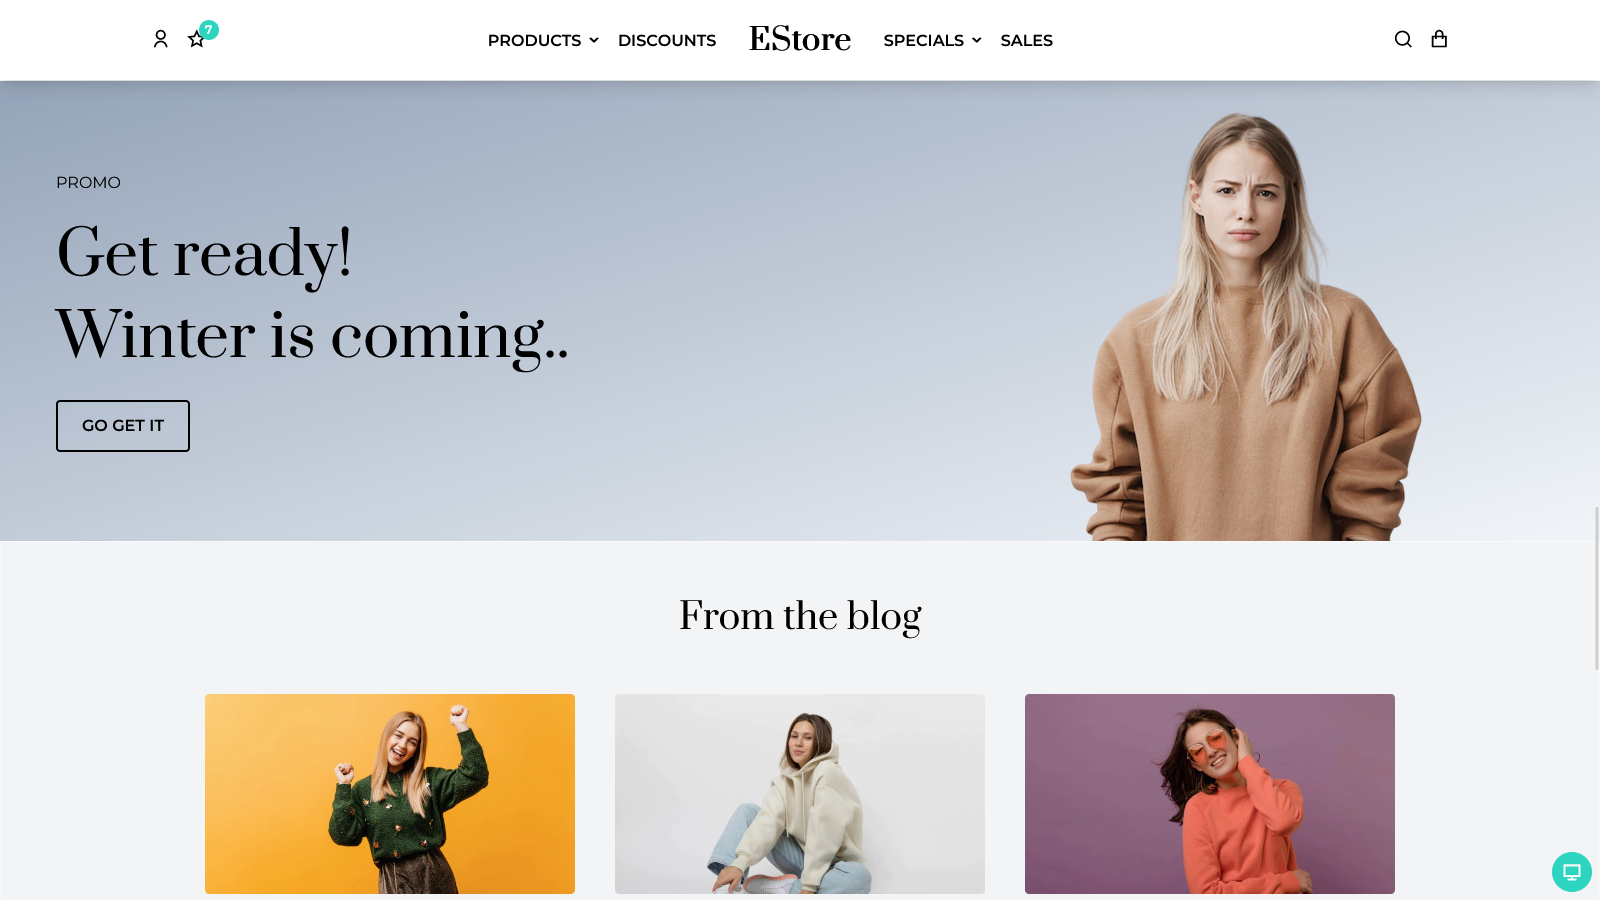 7
PRODUCTS
DISCOUNTS
EStore
SPECIALS
SALES
PROMO
Get ready!
Winter is coming..
GO GET IT
From the blog